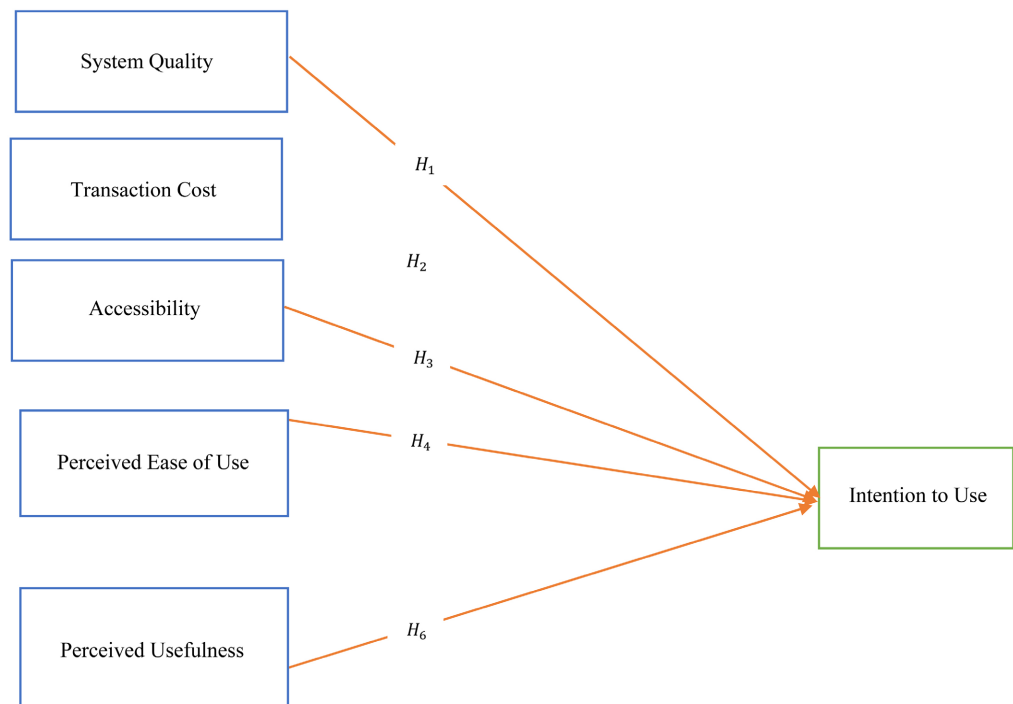 System Quality
H₁
Transaction Cost
H₂
Accessibility
H₃
Perceived Ease of Use
H₄
Intention to Use
Perceived Usefulness
H₆